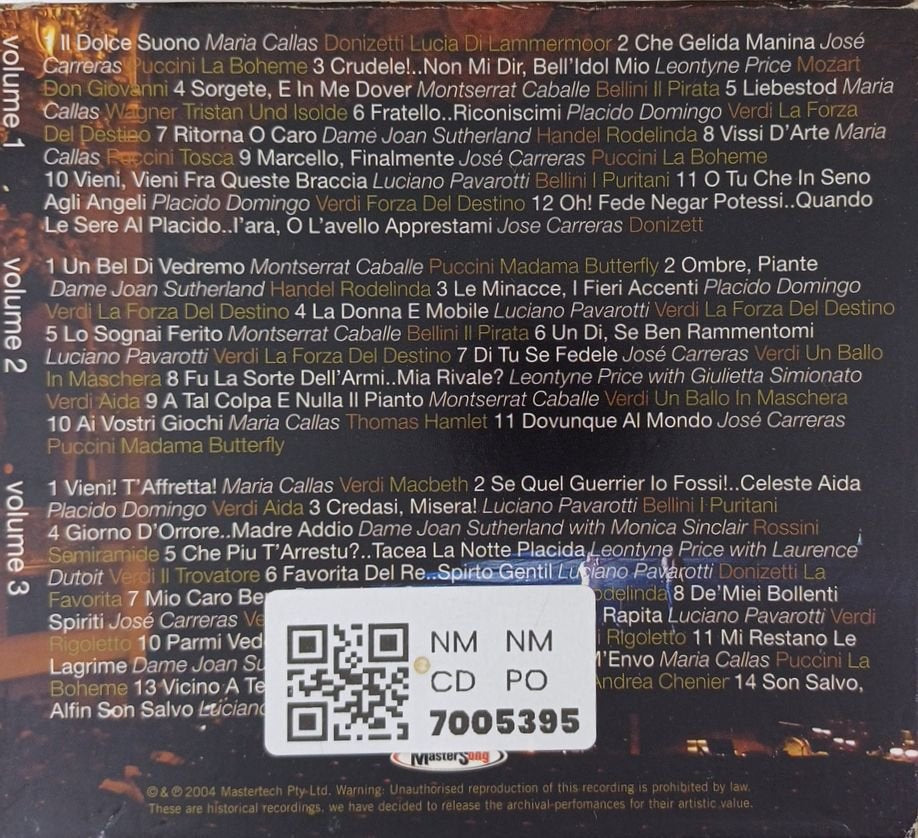 volume 1
1 Il Dolce Suono Maria Callas Donizetti Lucia Di Lammermoor 2 Che Gelida Manina José
Carreras Puccini La Boheme 3 Crudele!..Non Mi Dir, Bell'Idol Mio Leontyne Price Mozart
Don Giovanni 4 Sorgete, E In Me Dover Montserrat Caballe Bellini Il Pirata 5 Liebestod Maria
Callas Wagner Tristan Und Isolde 6 Fratello..Riconiscimi Placido Domingo Verdi La Forza
Del Destino 7 Ritorna O Caro Dame Joan Sutherland Handel Rodelinda 8 Vissi D'Arte Maria
Callas Puccini Tosca 9 Marcello, Finalmente José Carreras Puccini La Boheme
10 Vieni, Vieni Fra Queste Braccia Luciano Pavarotti Bellini I Puritani 11 O Tu Che In Seno
Agli Angeli Placido Domingo Verdi Forza Del Destino 12 Oh! Fede Negar Potessi..Quando
Le Sere Al Placido..I'ara, O L'avello Apprestami Jose Carreras Donizett
volume 2
1 Un Bel Di Vedremo Montserrat Caballe Puccini Madama Butterfly 2 Ombre, Piante
Dame Joan Sutherland Handel Rodelinda 3 Le Minacce, I Fieri Accenti Placido Domingo
Verdi La Forza Del Destino 4 La Donna E Mobile Luciano Pavarotti Verdi La Forza Del Destino
5 Lo Sognai Ferito Montserrat Caballe Bellini Il Pirata 6 Un Di, Se Ben Rammentomi
Luciano Pavarotti Verdi La Forza Del Destino 7 Di Tu Se Fedele José Carreras Verdi Un Ballo
In Maschera 8 Fu La Sorte Dell'Armi..Mia Rivale? Leontyne Price with Giulietta Simionato
Verdi Aida 9 A Tal Colpa E Nulla Il Pianto Montserrat Caballe Verdi Un Ballo In Maschera
10 Ai Vostri Giochi Maria Callas Thomas Hamlet 11 Dovunque Al Mondo José Carreras
Puccini Madama Butterfly
volume 3
1 Vieni! T'Affretta! Maria Callas Verdi Macbeth 2 Se Quel Guerrier Io Fossi!..Celeste Aida
Placido Domingo Verdi Aida 3 Credasi, Misera! Luciano Pavarotti Bellini I Puritani
4 Giorno D'Orrore..Madre Addio Dame Joan Sutherland with Monica Sinclair Rossini
Semiramide 5 Che Piu T'Arrestu?..Tacea La Notte Placida Leontyne Price with Laurence
Dutoit Verdi Il Trovatore 6 Favorita Del Re..Spirto Gentil Luciano Pavarotti Donizetti La
Favorita 7 Mio Caro Be odelinda 8 De'Miei Bollenti
Spiriti José Carreras Ve Rapita Luciano Pavarotti Verdi
Rigoletto 10 Parmi Ved i Rigoletto 11 Mi Restano Le
Lagrime Dame Joan Su M'Envo Maria Callas Puccini La
Boheme 13 Vicino A Te Andrea Chenier 14 Son Salvo,
Alfin Son Salvo Luciano
NM NM
CD PO
7005395
MasterSong
© & ℗ 2004 Mastertech Pty-Ltd. Warning: Unauthorised reproduction of this recording is prohibited by law.
These are historical recordings, we have decided to release the archival-perfomances for their artistic value.